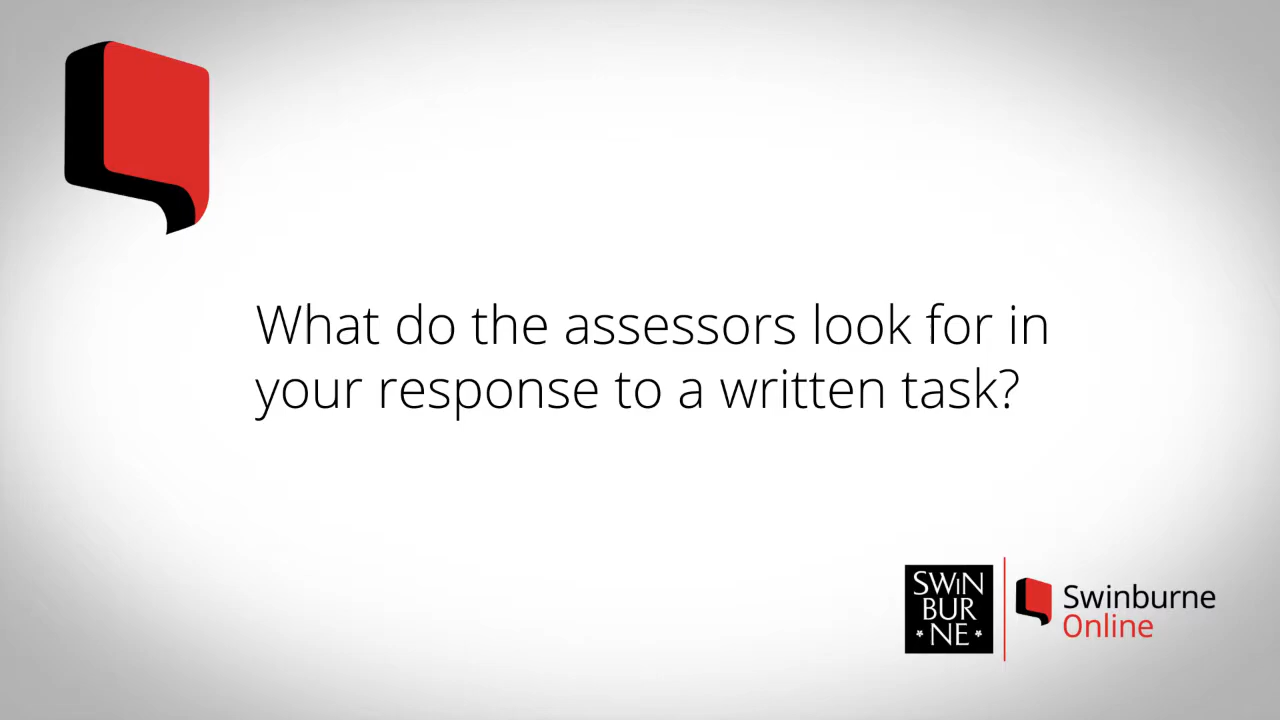 What do the assessors look for in
your response to a written task?
SWIN
BUR
*NE*
Swinburne
Online